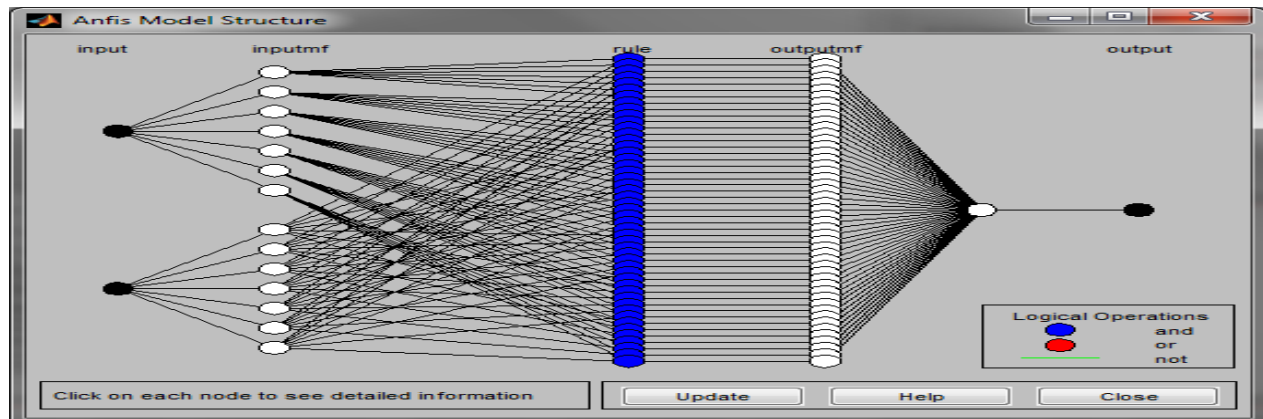 Anfis Model Structure
input inputmf rule outputmf output
Logical Operations
and
or
not
Click on each node to see detailed information
Update Help Close